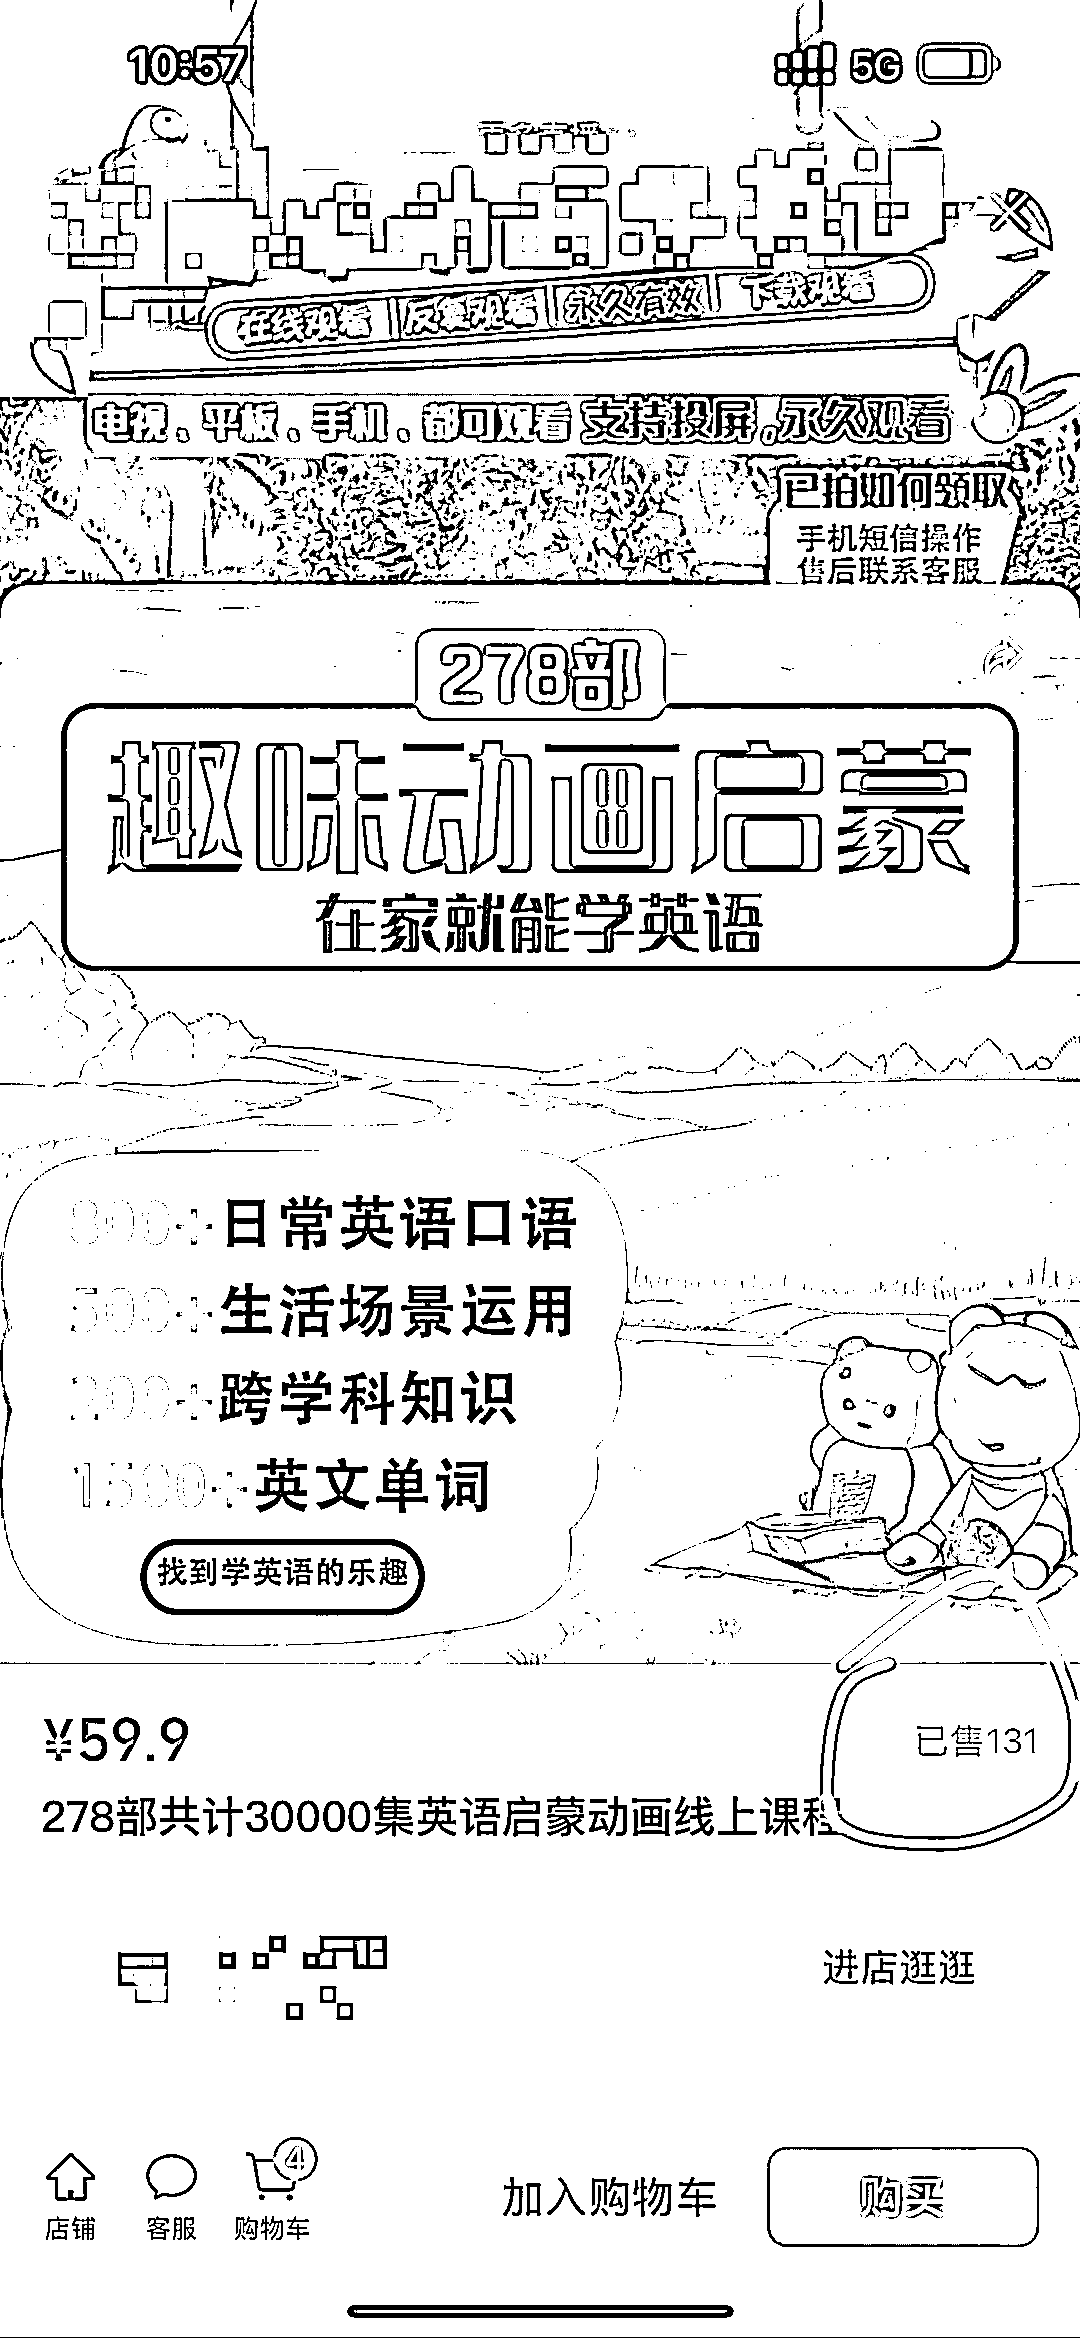 10:57
5G
在线观看 反复观看 永久有效 下载观看
电视、平板、手机、都可观看 支持投屏。永久观看
已拍如何领取
手机短信操作
售后联系客服
278部
趣味动画启蒙
在家就能学英语
800+日常英语口语
500+生活场景运用
200+跨学科知识
1500+英文单词
找到学英语的乐趣
¥59.9
已售131
278部共计30000集英语启蒙动画线上课程
进店逛逛
4
店铺
客服
购物车
加入购物车
购买